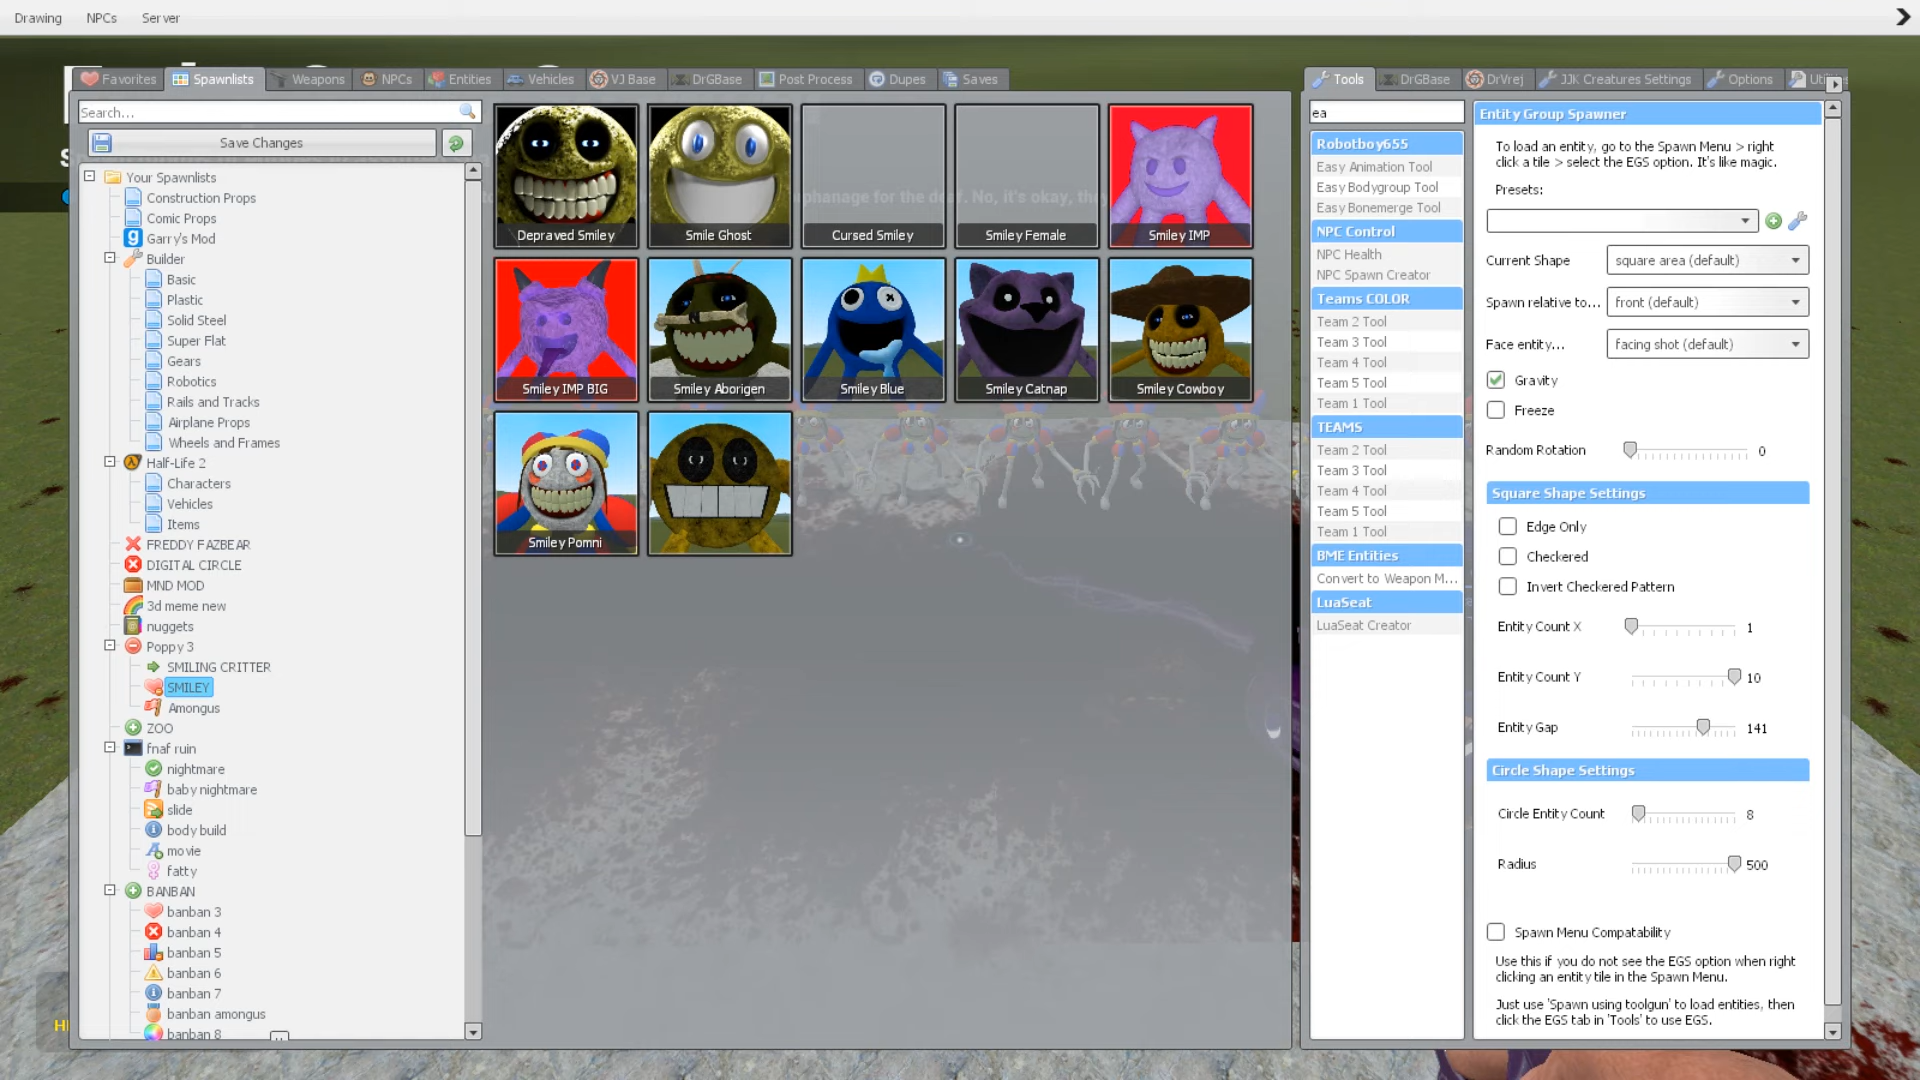 Drawing NPCs Server
Favorites Spawnlists Weapons NPCs Entities Vehicles VJ Base DrGBase Post Process Dupes Saves
Search...
Save Changes
Your Spawnlists
Construction Props
Comic Props
Garry's Mod
Builder
Basic
Plastic
Solid Steel
Super Flat
Gears
Robotics
Rails and Tracks
Airplane Props
Wheels and Frames
Half-Life 2
Characters
Vehicles
Items
FREDDY FAZBEAR
DIGITAL CIRCLE
MND MOD
3d meme new
nuggets
Poppy 3
SMILING CRITTER
SMILEY
Amongus
ZOO
fnaf ruin
nightmare
baby nightmare
slide
body build
movie
fatty
BANBAN
banban 3
banban 4
banban 5
banban 6
banban 7
banban amongus
banban 8
phanage for the deaf. No, it's okay, they
Depraved Smiley
Smile Ghost
Cursed Smiley
Smiley Female
Smiley IMP
Smiley IMP BIG
Smiley Aborigen
Smiley Blue
Smiley Catnap
Smiley Cowboy
Smiley Pomni
Tools DrGBase DrVrej JJK Creatures Settings Options
ea
Robotboy655
Easy Animation Tool
Easy Bodygroup Tool
Easy Bonemerge Tool
NPC Control
NPC Health
NPC Spawn Creator
Teams COLOR
Team 2 Tool
Team 3 Tool
Team 4 Tool
Team 5 Tool
Team 1 Tool
TEAMS
Team 2 Tool
Team 3 Tool
Team 4 Tool
Team 5 Tool
Team 1 Tool
BME Entities
Convert to Weapon M...
LuaSeat
LuaSeat Creator
Entity Group Spawner
To load an entity, go to the Spawn Menu > right
click a tile > select the EGS option. It's like magic.
Presets:
Current Shape square area (default)
Spawn relative to... front (default)
Face entity... facing shot (default)
Gravity
Freeze
Random Rotation 0
Square Shape Settings
Edge Only
Checkered
Invert Checkered Pattern
Entity Count X 1
Entity Count Y 10
Entity Gap 141
Circle Shape Settings
Circle Entity Count 8
Radius 500
Spawn Menu Compatability
Use this if you do not see the EGS option when right
clicking an entity tile in the Spawn Menu.
Just use 'Spawn using toolgun' to load entities, then
click the EGS tab in 'Tools' to use EGS.